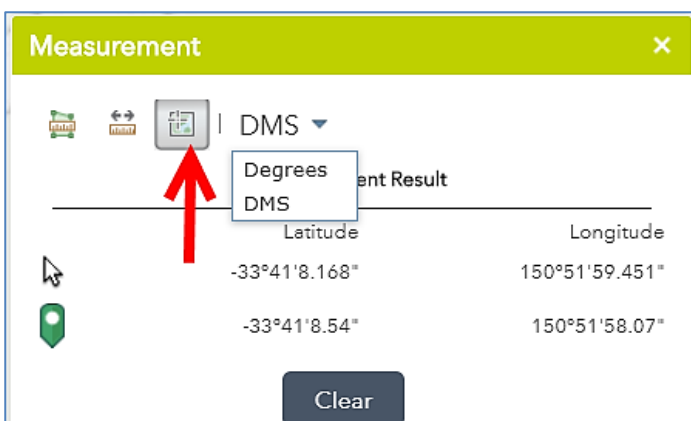 Measurement ×
| DMS
Degrees
ent Result
DMS
Latitude Longitude
-33°41'8.168" 150°51'59.451"
-33°41'8.54" 150°51'58.07"
Clear